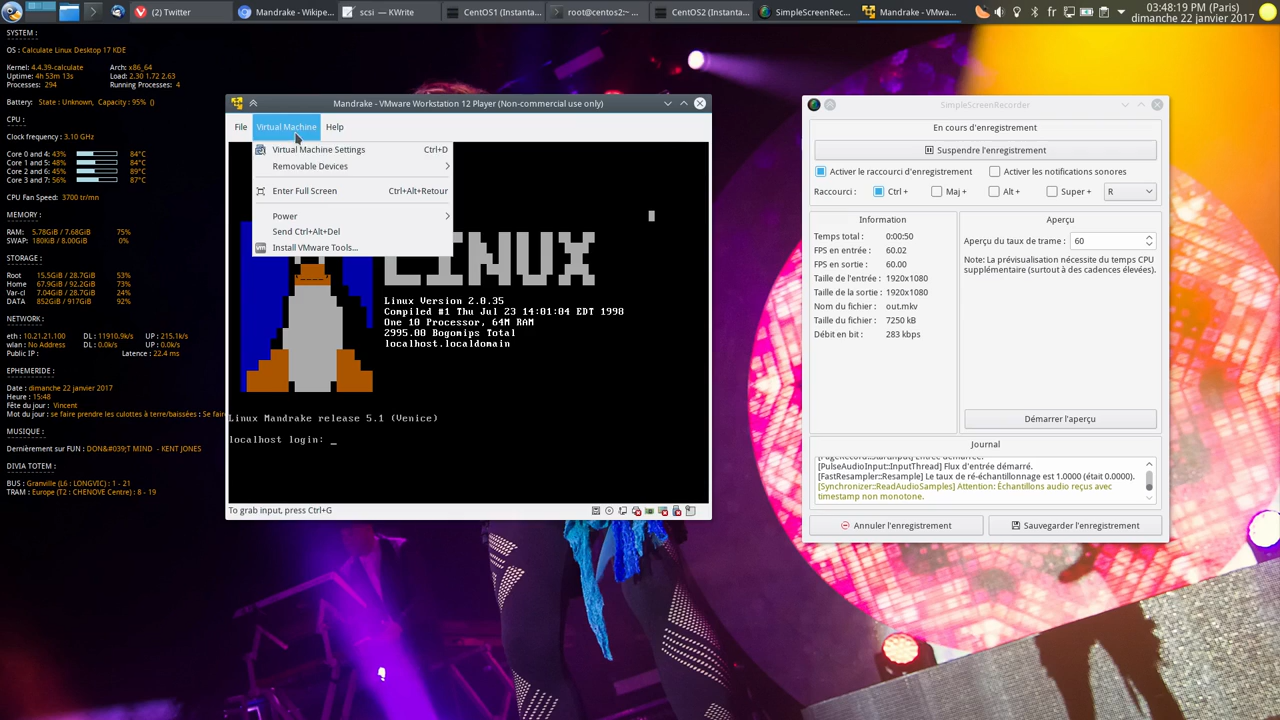 (2) Twitter
Mandrake - Wikipe...
scsi — KWrite
CentOS1 (Instanta...
root@centos2:~ ...
CentOS2 (Instanta...
SimpleScreenRec...
Mandrake - VMwa...
fr
03:48:19 PM (Paris)
dimanche 22 janvier 2017
SYSTEM :
OS : Calculate Linux Desktop 17 KDE
Kernel: 4.4.39-calculate Arch: x86_64
Uptime: 4h 53m 13s Load: 2.30 1.72 2.63
Processes: 294 Running Processes: 4
Battery: State : Unknown, Capacity : 95% ()
CPU :
Clock frequency : 3.10 GHz
Core 0 and 4: 43% 84°C
Core 1 and 5: 48% 84°C
Core 2 and 6: 45% 89°C
Core 3 and 7: 56% 87°C
CPU Fan Speed: 3700 tr/mn
MEMORY :
RAM: 5.78GiB / 7.68GiB 75%
SWAP: 180KiB / 8.00GiB 0%
STORAGE :
Root 15.5GiB / 28.7GiB 53%
Home 67.9GiB / 92.2GiB 73%
Var-cl 7.04GiB / 28.7GiB 24%
DATA 852GiB / 917GiB 92%
NETWORK :
eth : 10.21.21.100 DL : 11910.9k/s UP : 215.1k/s
wlan : No Address DL : 0.0k/s UP : 0.0k/s
Public IP : Latence : 22.4 ms
EPHEMERIDE :
Date : dimanche 22 janvier 2017
Heure : 15:48
Fête du jour : Vincent
Mot du jour : se faire prendre les culottes à terre/baissées : Se fair
MUSIQUE :
Dernièrement sur FUN : DON&#039;T MIND - KENT JONES
DIVIA TOTEM :
BUS : Granville (L6 : LONGVIC) : 1 - 21
TRAM : Europe (T2 : CHENOVE Centre) : 8 - 19
Mandrake - VMware Workstation 12 Player (Non-commercial use only)
File Virtual Machine Help
Virtual Machine Settings Ctrl+D
Removable Devices
Enter Full Screen Ctrl+Alt+Retour
Power
Send Ctrl+Alt+Del
vm Install VMware Tools...
LINUX
Linux Version 2.0.35
Compiled #1 Thu Jul 23 14:01:04 EDT 1998
One 10 Processor, 64M RAM
2995.00 Bogomips Total
localhost.localdomain
Linux Mandrake release 5.1 (Venice)
localhost login: _
To grab input, press Ctrl+G
SimpleScreenRecorder
En cours d'enregistrement
Suspendre l'enregistrement
Activer le raccourci d'enregistrement Activer les notifications sonores
Raccourci : Ctrl + Maj + Alt + Super + R
Information
Temps total : 0:00:50
FPS en entrée : 60.02
FPS en sortie : 60.00
Taille de l'entrée : 1920x1080
Taille de la sortie : 1920x1080
Nom du fichier : out.mkv
Taille du fichier : 7250 kB
Débit en bit : 283 kbps
Aperçu
Aperçu du taux de trame : 60
Note: La prévisualisation nécesite du temps CPU
supplémentaire (surtout à des cadences élevées).
Démarrer l'aperçu
Journal
[PageRecord::StartInput] Entrée démarrée.
[PulseAudioInput::InputThread] Flux d'entrée démarré.
[FastResampler::Resample] Le taux de ré-échantillonnage est 1.0000 (était 0.0000).
[Synchronizer::ReadAudioSamples] Attention: Échantillons audio reçus avec
timestamp non monotone.
Annuler l'enregistrement
Sauvegarder l'enregistrement